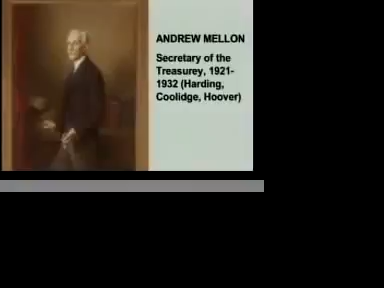 ANDREW MELLON
Secretary of the
Treasurey, 1921-
1932 (Harding,
Coolidge, Hoover)